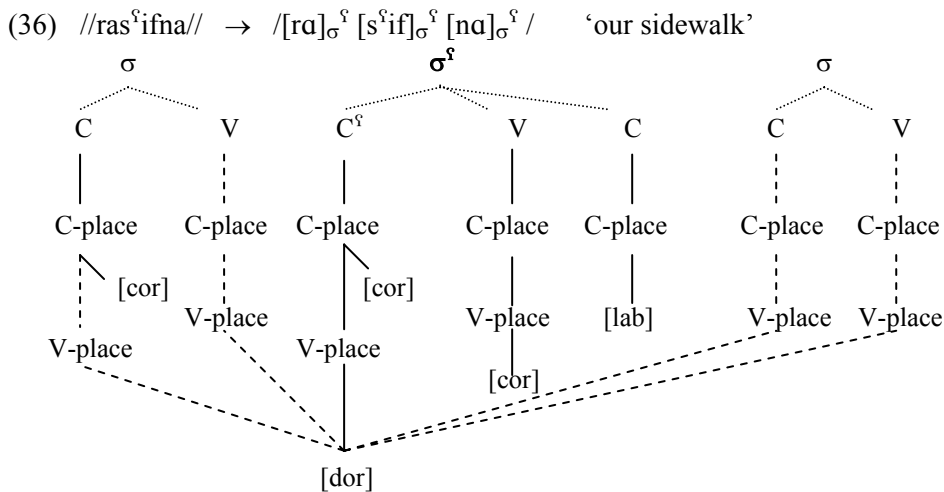 (36) //rasˤifna// → /[rɑ]σˤ [sˤif]σˤ [nɑ]σˤ / ‘our sidewalk’
σ σˤ σ
C V Cˤ V C C V
C-place C-place C-place C-place C-place C-place C-place
[cor] [cor]
V-place V-place [lab] V-place V-place
V-place V-place
[cor]
[dor]